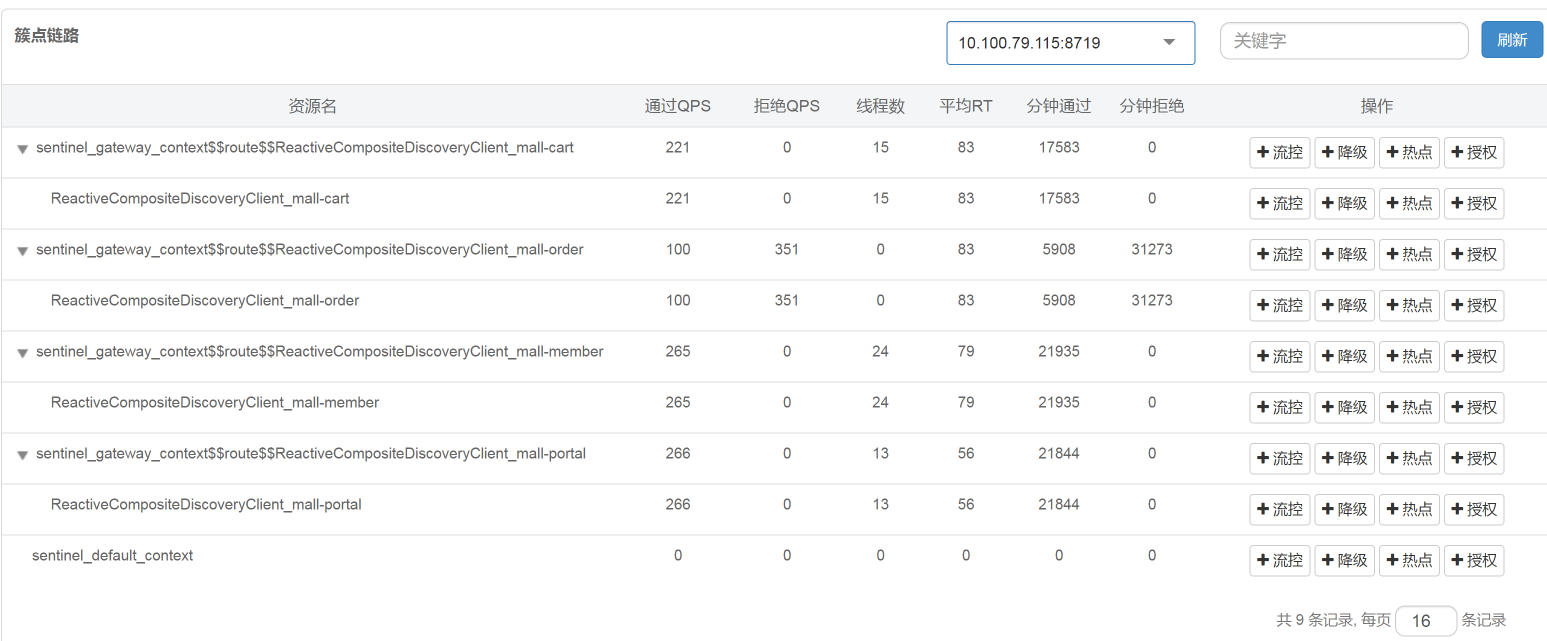 簇点链路 10.100.79.115:8719 关键字 刷新
资源名 通过QPS 拒绝QPS 线程数 平均RT 分钟通过 分钟拒绝 操作
sentinel_gateway_context$$route$$ReactiveCompositeDiscoveryClient_mall-cart 221 0 15 83 17583 0 流控 降级 热点 授权
ReactiveCompositeDiscoveryClient_mall-cart 221 0 15 83 17583 0 流控 降级 热点 授权
sentinel_gateway_context$$route$$ReactiveCompositeDiscoveryClient_mall-order 100 351 0 83 5908 31273 流控 降级 热点 授权
ReactiveCompositeDiscoveryClient_mall-order 100 351 0 83 5908 31273 流控 降级 热点 授权
sentinel_gateway_context$$route$$ReactiveCompositeDiscoveryClient_mall-member 265 0 24 79 21935 0 流控 降级 热点 授权
ReactiveCompositeDiscoveryClient_mall-member 265 0 24 79 21935 0 流控 降级 热点 授权
sentinel_gateway_context$$route$$ReactiveCompositeDiscoveryClient_mall-portal 266 0 13 56 21844 0 流控 降级 热点 授权
ReactiveCompositeDiscoveryClient_mall-portal 266 0 13 56 21844 0 流控 降级 热点 授权
sentinel_default_context 0 0 0 0 0 0 流控 降级 热点 授权
共 9 条记录, 每页 16 条记录